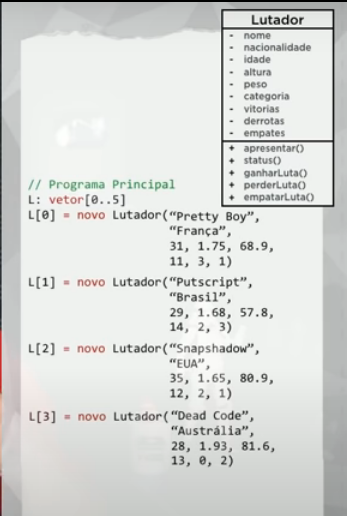 Lutador
- nome
- nacionalidade
- idade
- altura
- peso
- categoria
- vitorias
- derrotas
- empates
+ apresentar()
+ status()
+ ganharLuta()
+ perderLuta()
+ empatarLuta()
// Programa Principal
L: vetor[0..5]
L[0] = novo Lutador(“Pretty Boy”,
“França”,
31, 1.75, 68.9,
11, 3, 1)
L[1] = novo Lutador(“Putscript”,
“Brasil”,
29, 1.68, 57.8,
14, 2, 3)
L[2] = novo Lutador(“Snapshadow”,
“EUA”,
35, 1.65, 80.9,
12, 2, 1)
L[3] = novo Lutador(“Dead Code”,
“Austrália”,
28, 1.93, 81.6,
13, 0, 2)